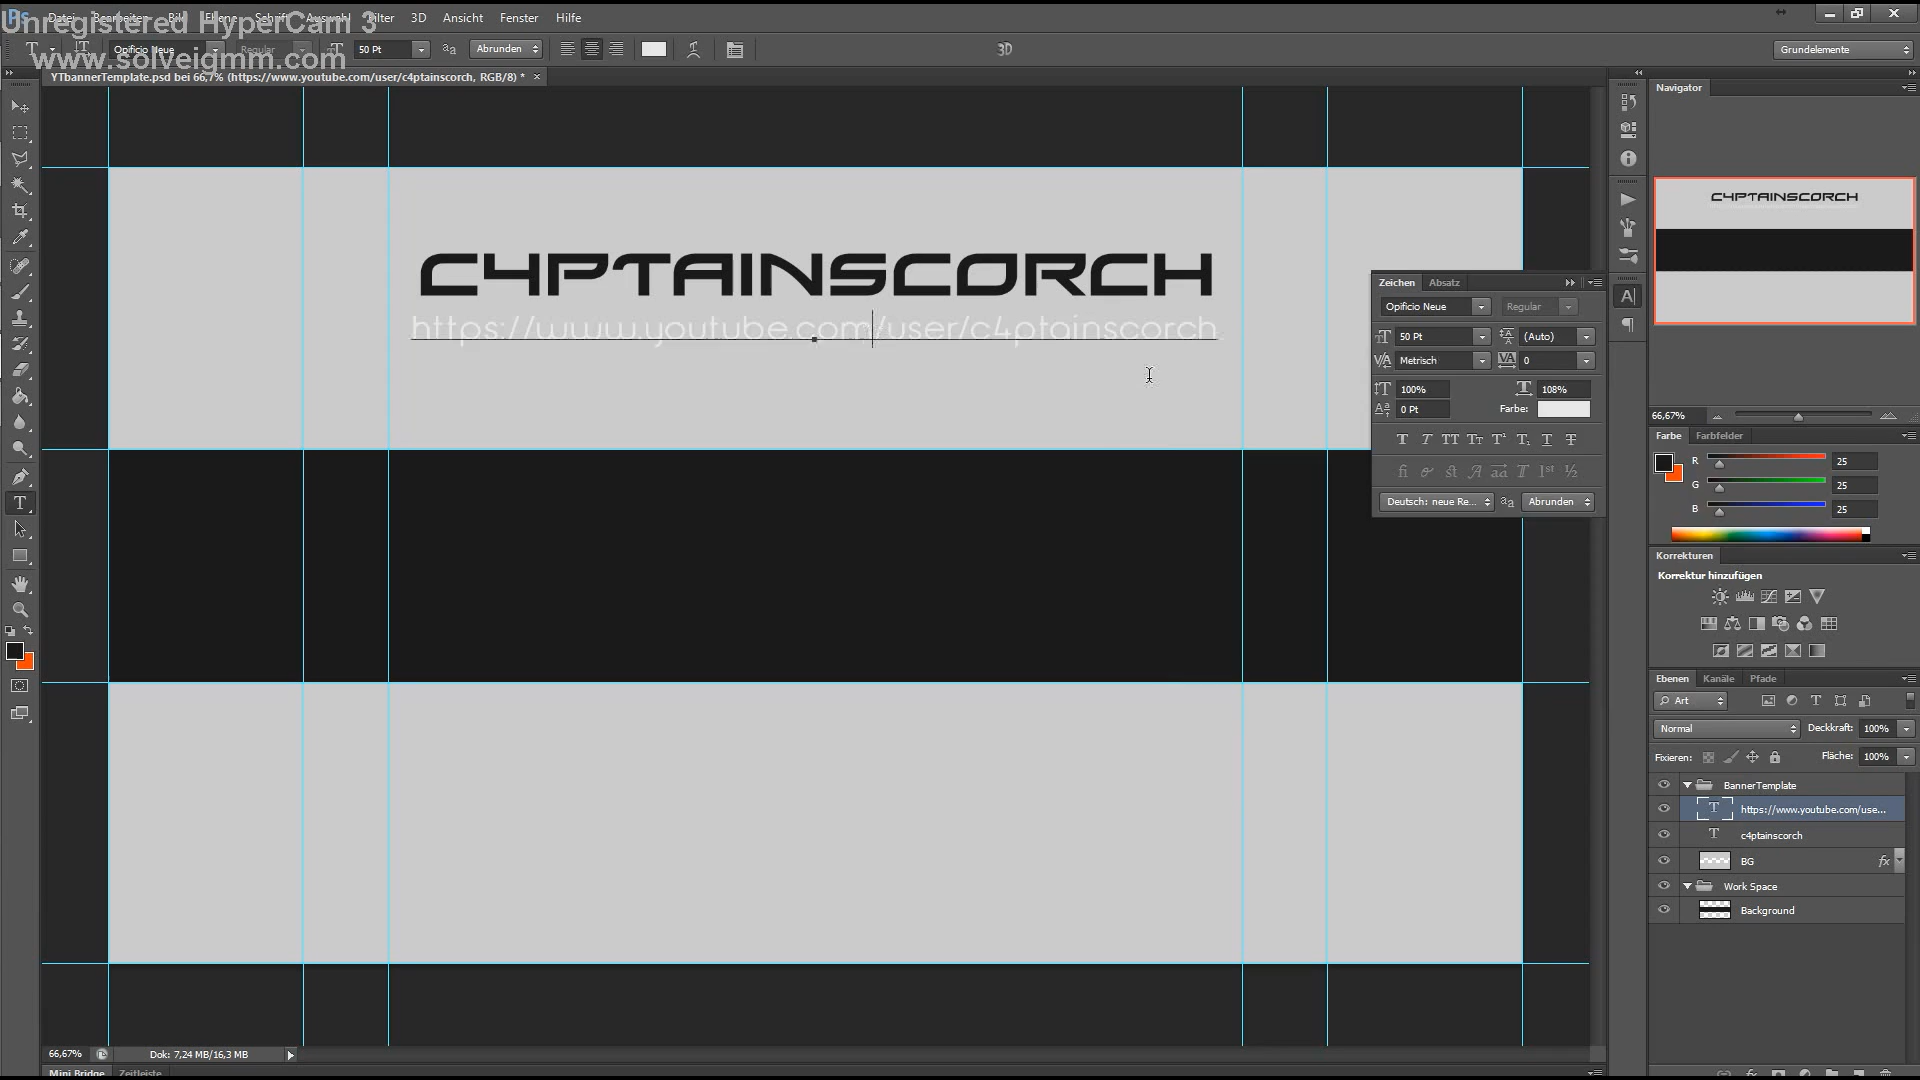 Unregistered HyperCam 3
www.solveigmm.com
Datei Bearbeiten Bild Ebene Schrift Auswahl Filter 3D Ansicht Fenster Hilfe
Opificio Neue Regular 50 Pt Abrunden 3D Grundelemente
YTbannerTemplate.psd bei 66,7% (https://www.youtube.com/user/c4ptainscorch, RGB/8) *
C4PTAINSCORCH
https://www.youtube.com/user/c4ptainscorch
Zeichen Absatz
Opificio Neue Regular
50 Pt (Auto)
Metrisch 0
100% 108%
0 Pt Farbe:
Deutsch: neue Re... Abrunden
Navigator
C4PTAINSCORCH
66,67%
Farbe Farbfelder
R 25
G 25
B 25
Korrekturen
Korrektur hinzufügen
Ebenen Kanäle Pfade
Art
Normal Deckkraft: 100%
Fixieren: Fläche: 100%
BannerTemplate
https://www.youtube.com/use...
c4ptainscorch
BG fx
Work Space
Background
66,67% Dok: 7,24 MB/16,3 MB
Mini Bridge Zeitleiste